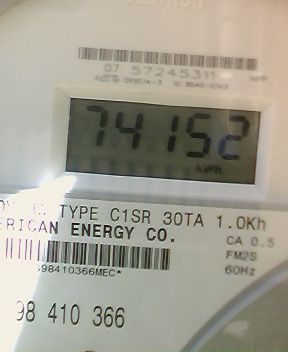 07 57245311
74152
kWh
TYPE C1SR 30TA 1.0Kh
ERICAN ENERGY CO.
CA 0.5
FM2S
60Hz
98410366MEC*
98 410 366